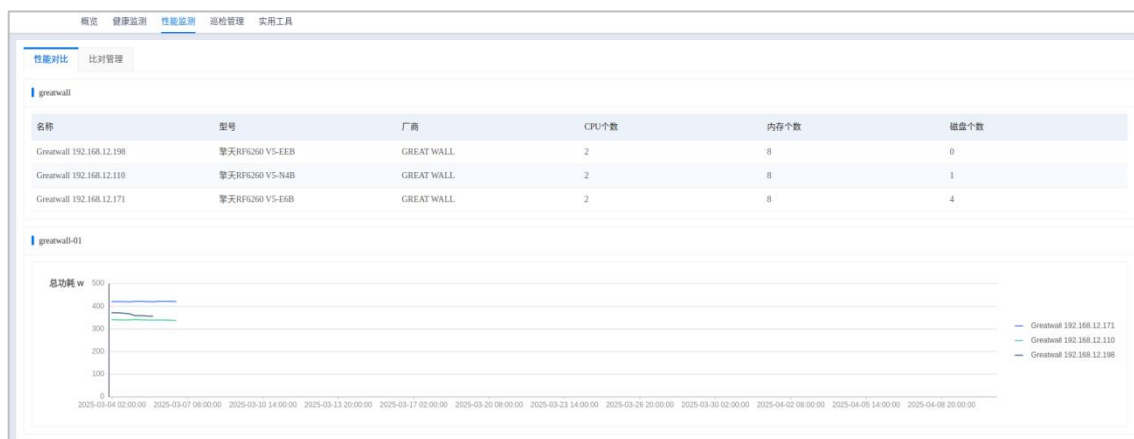 概览 健康监测 性能监测 巡检管理 实用工具
性能对比 比对管理
greatwall
名称 型号 厂商 CPU个数 内存个数 磁盘个数
Greatwall 192.168.12.198 擎天RF6260 V5-EEB GREAT WALL 2 8 0
Greatwall 192.168.12.110 擎天RF6260 V5-N4B GREAT WALL 2 8 1
Greatwall 192.168.12.171 擎天RF6260 V5-E6B GREAT WALL 2 8 4
greatwall-01
总功耗 w
500
400
300
200
100
0
2025-03-04 02:00:00 2025-03-07 08:00:00 2025-03-10 14:00:00 2025-03-13 20:00:00 2025-03-17 02:00:00 2025-03-20 08:00:00 2025-03-23 14:00:00 2025-03-26 20:00:00 2025-03-30 02:00:00 2025-04-02 08:00:00 2025-04-05 14:00:00 2025-04-08 20:00:00
Greatwall 192.168.12.171
Greatwall 192.168.12.110
Greatwall 192.168.12.198